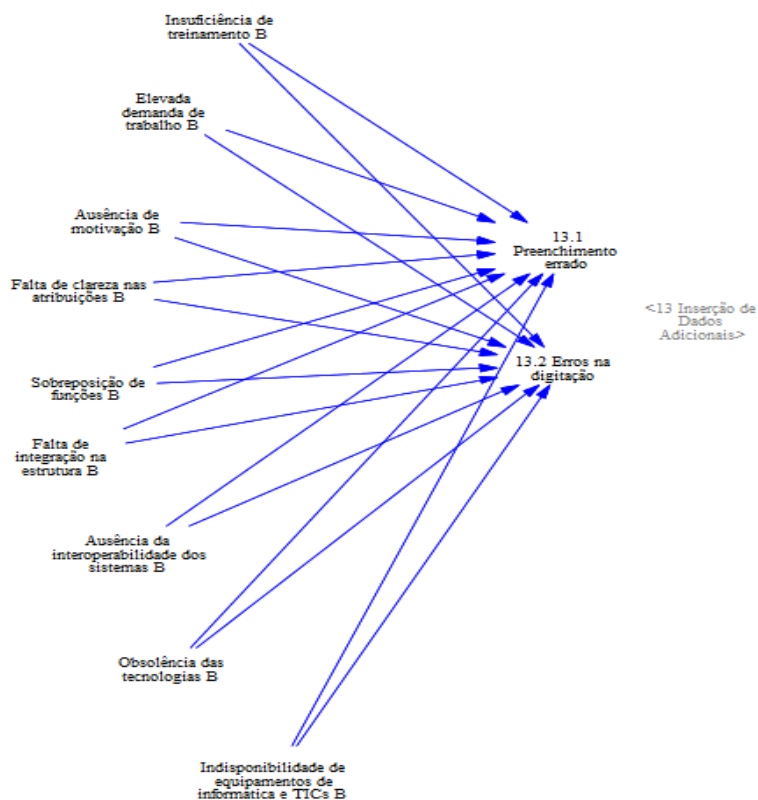 Insuficiência de
treinamento B
Elevada
demanda de
trabalho B
Ausência de
motivação B
Falta de clareza nas
atribuições B
Sobreposição de
funções B
Falta de
integração na
estrutura B
Ausência da
interoperabilidade dos
sistemas B
Obsolência das
tecnologias B
Indisponibilidade de
equipamentos de
informática e TICs B
13.1
Preenchimento
errado
13.2 Erros na
digitação
<13 Inserção de
Dados
Adicionais>